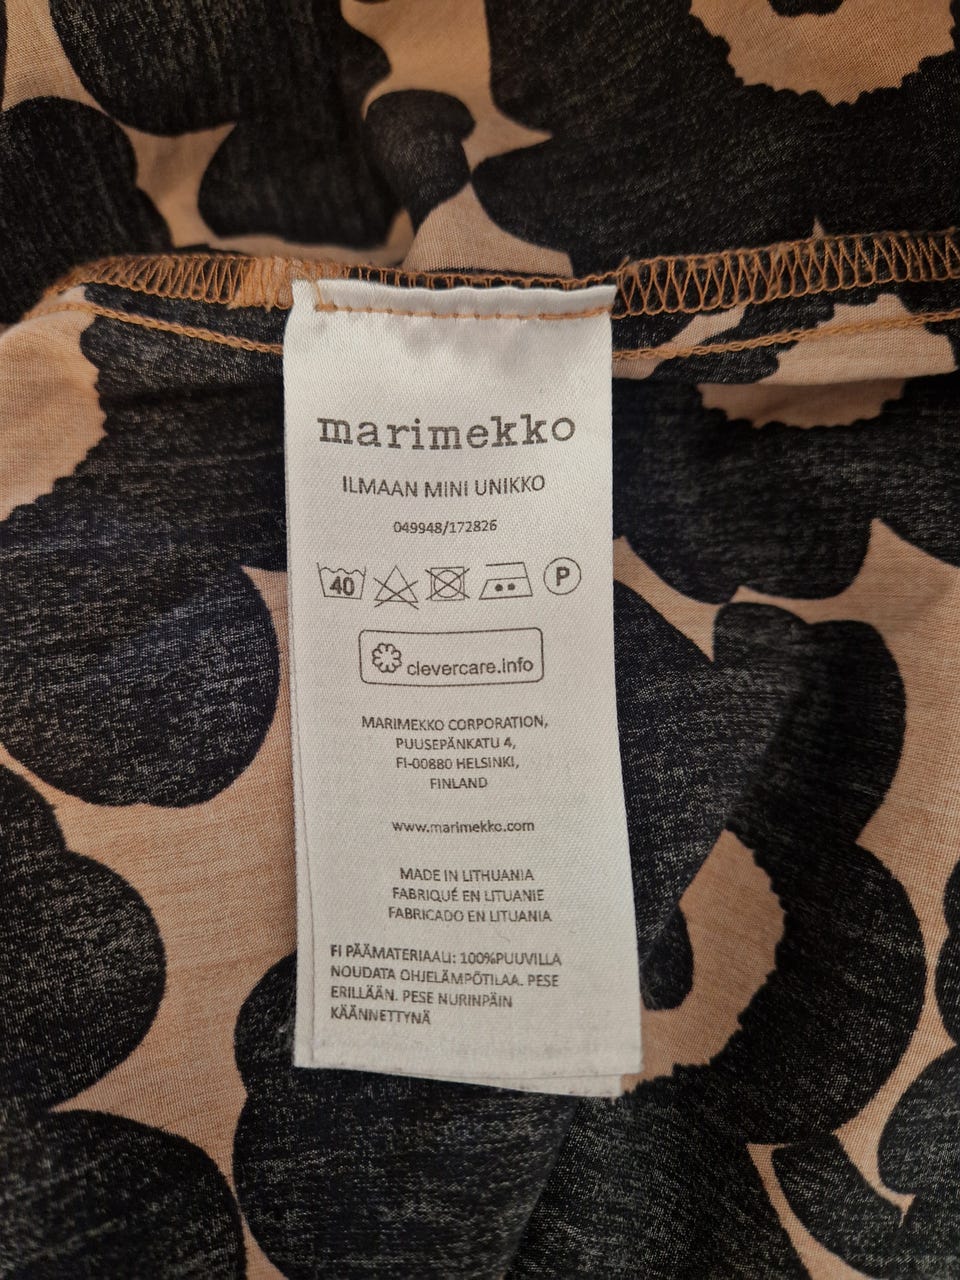 marimekko
ILMAAN MINI UNIKKO
049948/172826
40 P
clevercare.info
MARIMEKKO CORPORATION,
PUUSEPÄNKATU 4,
FI-00880 HELSINKI,
FINLAND
www.marimekko.com
MADE IN LITHUANIA
FABRIQUÉ EN LITUANIE
FABRICADO EN LITUANIA
FI PÄÄMATERIAALI: 100%PUUVILLA
NOUDATA OHJELÄMPÖTILAA. PESE
ERILLÄÄN. PESE NURINPÄIN
KÄÄNNETTYNÄ